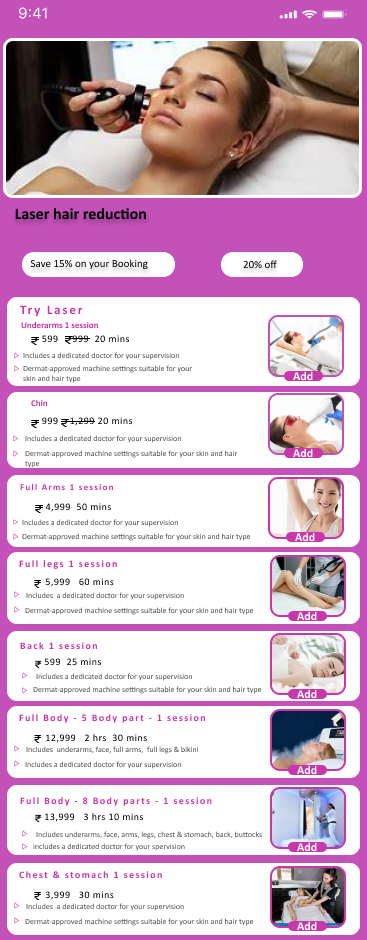 9:41
Laser hair reduction
Save 15% on your Booking
20% off
Try Laser
Underarms 1 session
₹ 599 ₹999 20 mins
Includes a dedicated doctor for your supervision
Dermat-approved machine settings suitable for your
skin and hair type
Add
Chin
₹ 999 ₹1,299 20 mins
Includes a dedicated doctor for your supervision
Dermat-approved machine settings suitable for your skin and hair
type
Add
Full Arms 1 session
₹ 4,999 50 mins
Includes a dedicated doctor for your supervision
Dermat-approved machine settings suitable for your skin and hair type
Add
Full legs 1 session
₹ 5,999 60 mins
Includes a dedicated doctor for your supervision
Dermat-approved machine settings suitable for your skin and hair type
Add
Back 1 session
₹ 599 25 mins
Includes a dedicated doctor for your supervision
Dermat-approved machine settings suitable for your skin and hair type
Add
Full Body - 5 Body part - 1 session
₹ 12,999 2 hrs 30 mins
Includes underarms, face, full arms, full legs & bikini
Includes a dedicated doctor for your supervision
Add
Full Body - 8 Body parts - 1 session
₹ 13,999 3 hrs 10 mins
Includes underarms, face, arms, legs, chest & stomach, back, buttocks
includes a dedicated doctor for your spervision
Add
Chest & stomach 1 session
₹ 3,999 30 mins
Includes a dedicated doctor for your supervision
Dermat-approved machine settings suitable for your skin and hair type
Add